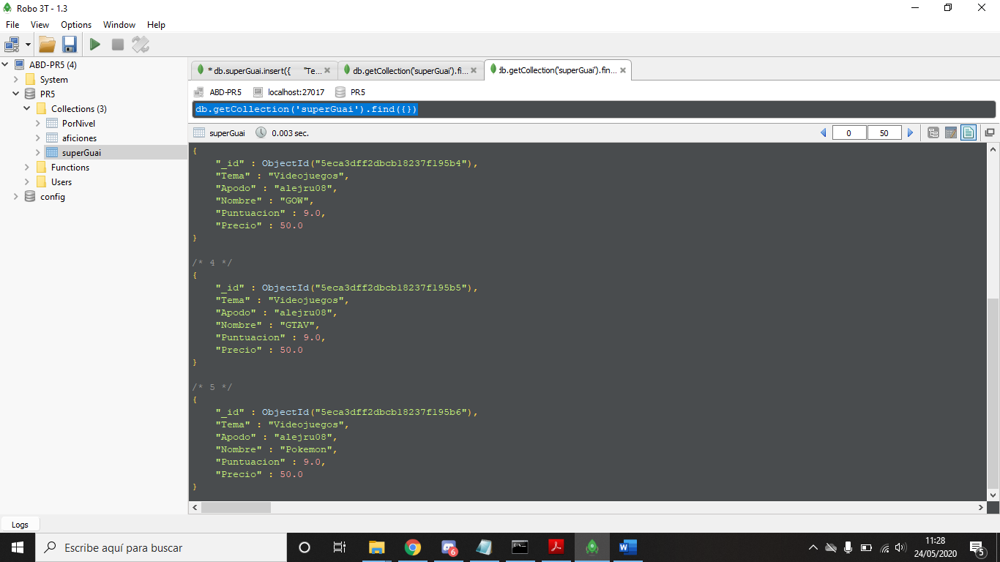 Robo 3T - 1.3
File View Options Window Help
ABD-PR5 (4)
System
PR5
Collections (3)
PorNivel
aficiones
superGuai
Functions
Users
config
* db.superGuai.insert({ "Te...
db.getCollection('superGuai').fi...
db.getCollection('superGuai').fin...
ABD-PR5 localhost:27017 PR5
db.getCollection('superGuai').find({})
superGuai 0.003 sec. 0 50
{
"_id" : ObjectId("5eca3dff2dbcb18237f195b4"),
"Tema" : "Videojuegos",
"Apodo" : "alejru08",
"Nombre" : "GOW",
"Puntuacion" : 9.0,
"Precio" : 50.0
}
/* 4 */
{
"_id" : ObjectId("5eca3dff2dbcb18237f195b5"),
"Tema" : "Videojuegos",
"Apodo" : "alejru08",
"Nombre" : "GTAV",
"Puntuacion" : 9.0,
"Precio" : 50.0
}
/* 5 */
{
"_id" : ObjectId("5eca3dff2dbcb18237f195b6"),
"Tema" : "Videojuegos",
"Apodo" : "alejru08",
"Nombre" : "Pokemon",
"Puntuacion" : 9.0,
"Precio" : 50.0
}
Logs
Escribe aquí para buscar
6
11:28
24/05/2020
5